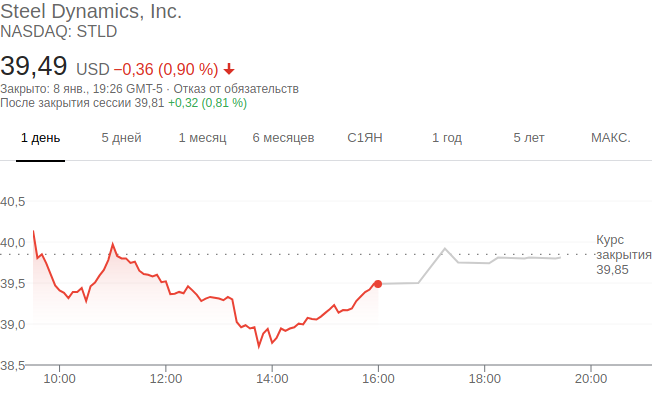 Steel Dynamics, Inc.
NASDAQ: STLD
39,49 USD −0,36 (0,90 %)
Закрыто: 8 янв., 19:26 GMT-5 · Отказ от обязательств
После закрытия сессии 39,81 +0,32 (0,81 %)
1 день 5 дней 1 месяц 6 месяцев С1ЯН 1 год 5 лет МАКС.
40,5
40,0
Курс
закрытия
39,85
39,5
39,0
38,5
10:00 12:00 14:00 16:00 18:00 20:00